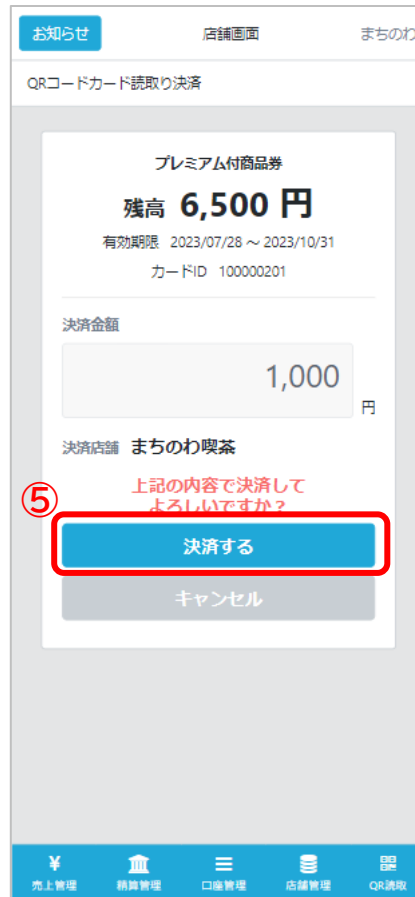 お知らせ 店舗画面 まちのわ
QRコードカード読取り決済
プレミアム付商品券
残高 6,500 円
有効期限 2023/07/28 ～ 2023/10/31
カードID 100000201
決済金額
1,000
円
決済店舗 まちのわ喫茶
上記の内容で決済して
よろしいですか？
⑤
決済する
キャンセル
¥ 売上管理 精算管理 口座管理 店舗管理 QR読取